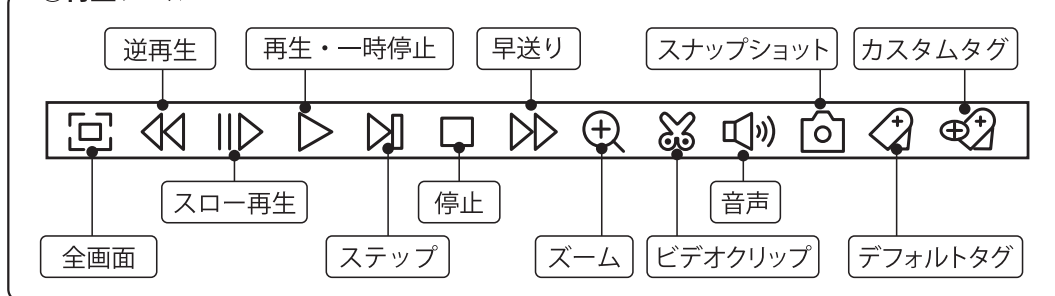 逆再生
再生・一時停止
早送り
スナップショット
カスタムタグ
スロー再生
停止
音声
全画面
ステップ
ズーム
ビデオクリップ
デフォルトタグ